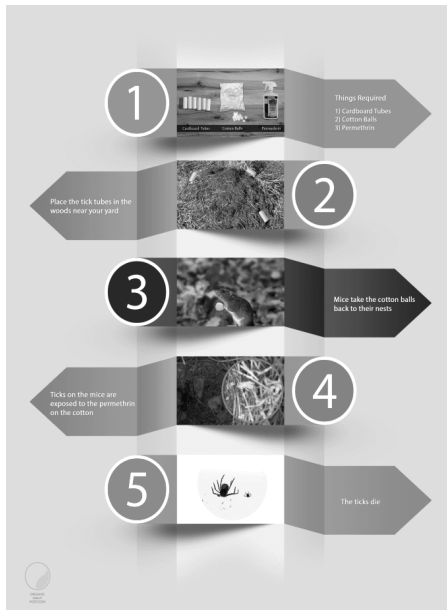 1
Cardboard Tubes
Cotton Balls
Permethrin
Things Required
1) Cardboard Tubes
2) Cotton Balls
3) Permethrin
Place the tick tubes in the
woods near your yard
2
3
Mice take the cotton balls
back to their nests
Ticks on the mice are
exposed to the permethrin
on the cotton
4
5
The ticks die
ORGANIC
DAILY